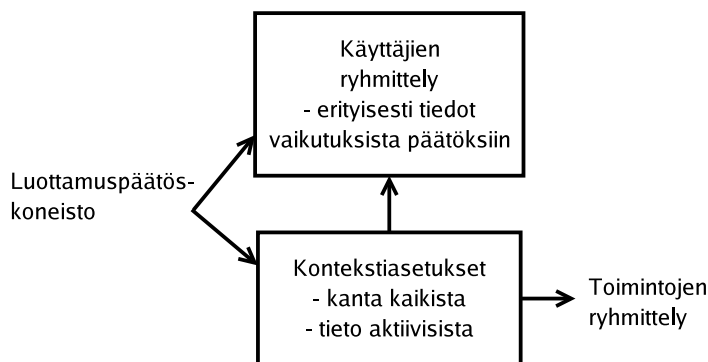 Käyttäjien
ryhmittely
- erityisesti tiedot
vaikutuksista päätöksiin
Luottamuspäätös-
koneisto
Kontekstiasetukset
- kanta kaikista
- tieto aktiivisista
Toimintojen
ryhmittely